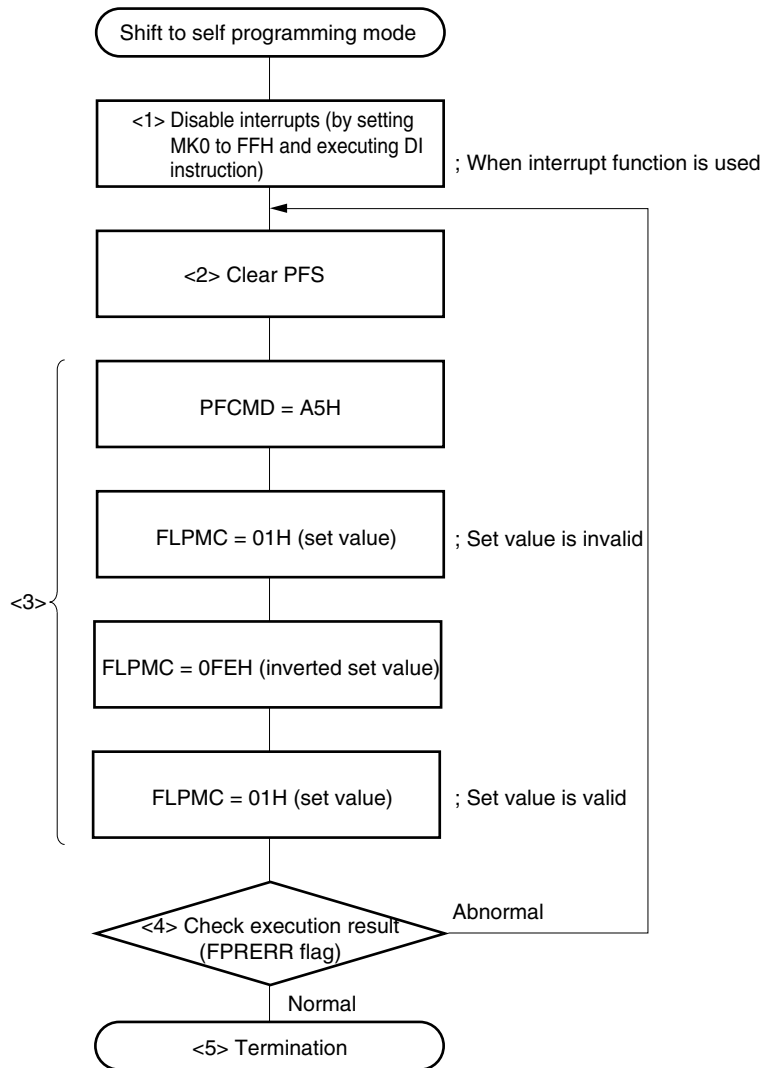 Shift to self programming mode
<1> Disable interrupts (by setting
MK0 to FFH and executing DI
instruction)
; When interrupt function is used
<2> Clear PFS
PFCMD = A5H
FLPMC = 01H (set value)
; Set value is invalid
<3>
FLPMC = 0FEH (inverted set value)
FLPMC = 01H (set value)
; Set value is valid
<4> Check execution result
(FPRERR flag)
Abnormal
Normal
<5> Termination